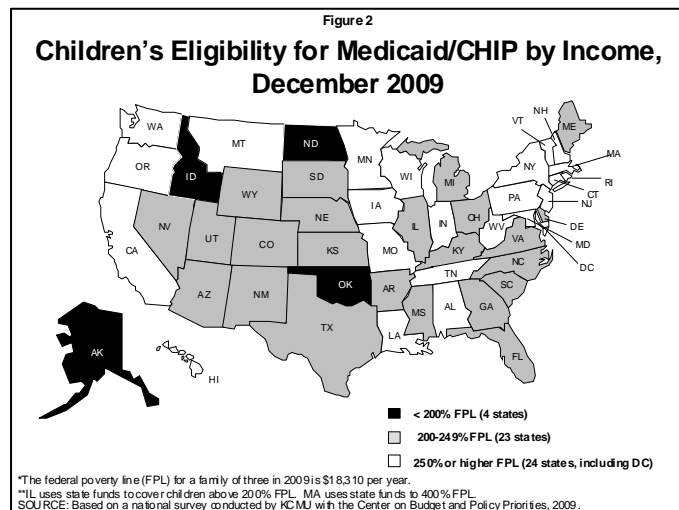 Figure 2
Children's Eligibility for Medicaid/CHIP by Income,
December 2009
WA
MT
ND
MN
VT
NH
ME
OR
ID
WY
SD
WI
MI
NY
MA
RI
CT
NJ
PA
IA
NE
NV
UT
CO
CA
KS
MO
IL
IN
OH
WV
VA
DE
MD
DC
KY
NC
TN
SC
AZ
NM
OK
AR
MS
AL
GA
TX
LA
FL
AK
HI
< 200% FPL (4 states)
200-249% FPL (23 states)
250% or higher FPL (24 states, including DC)
*The federal poverty line (FPL) for a family of three in 2009 is $18,310 per year.
**IL uses state funds to cover children above 200% FPL. MA uses state funds to 400% FPL.
SOURCE: Based on a national survey conducted by KCMU with the Center on Budget and Policy Priorities, 2009.